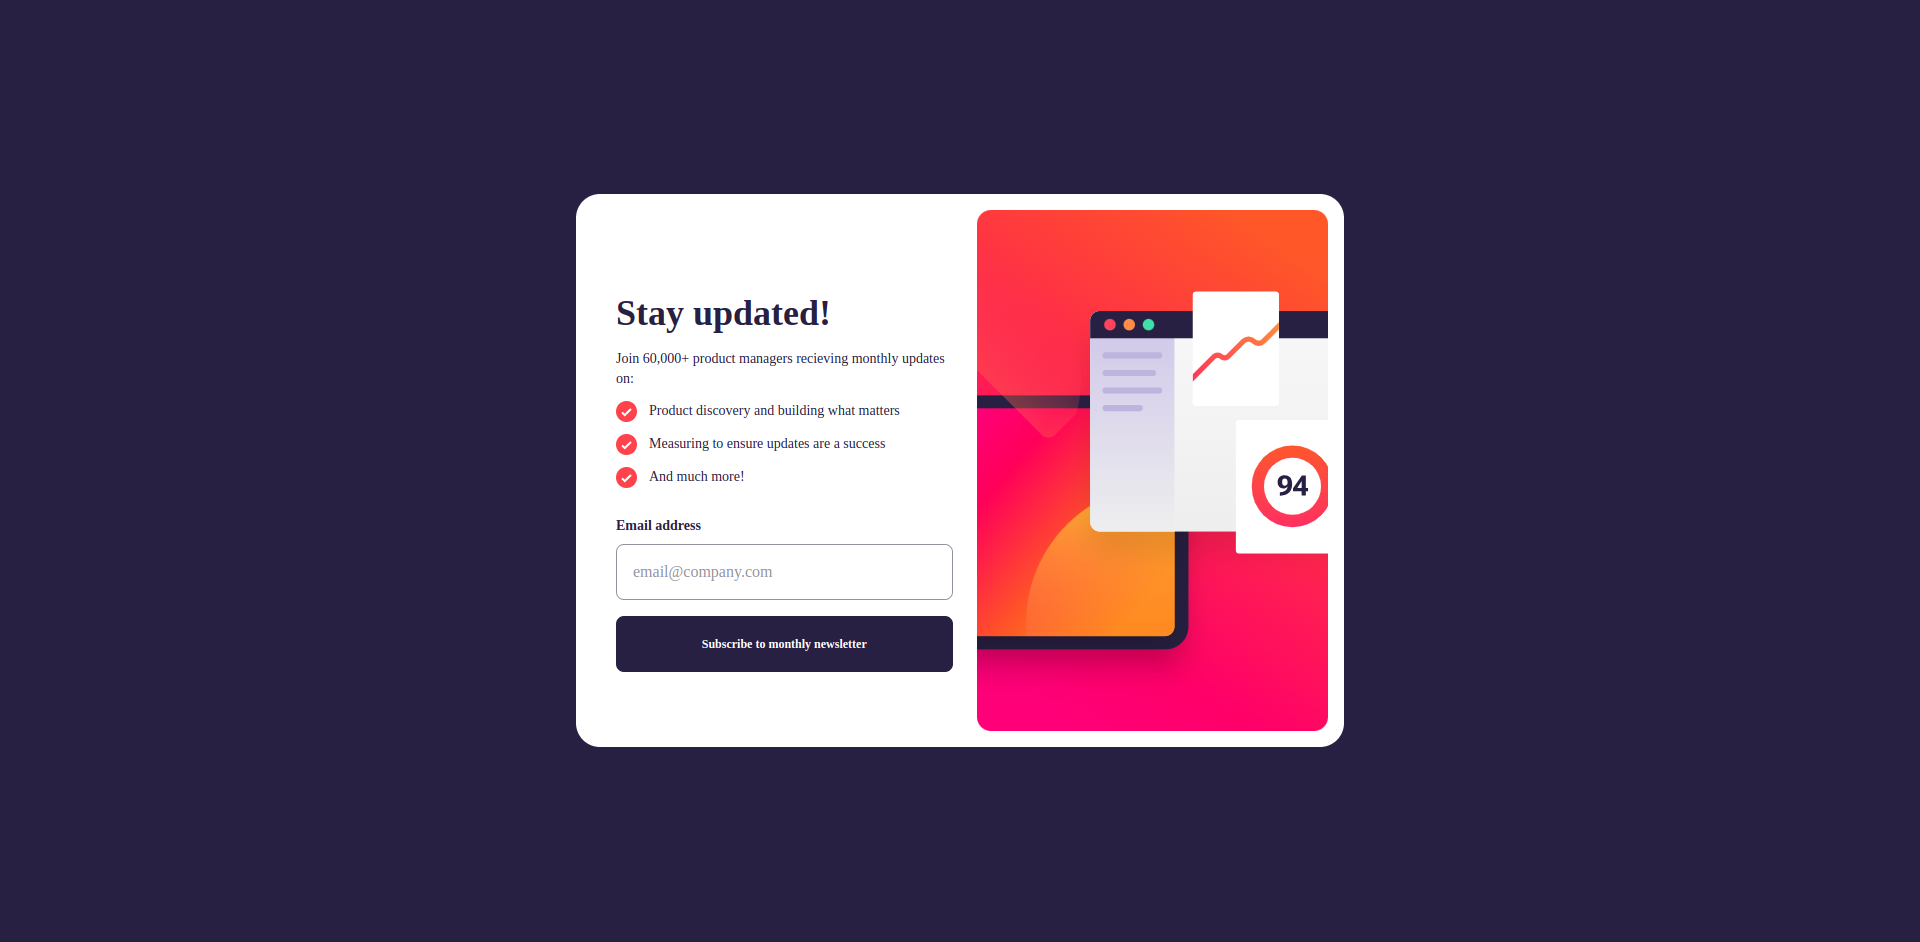 Stay updated!
Join 60,000+ product managers recieving monthly updates
on:
Product discovery and building what matters
Measuring to ensure updates are a success
And much more!
Email address
email@company.com
Subscribe to monthly newsletter
94